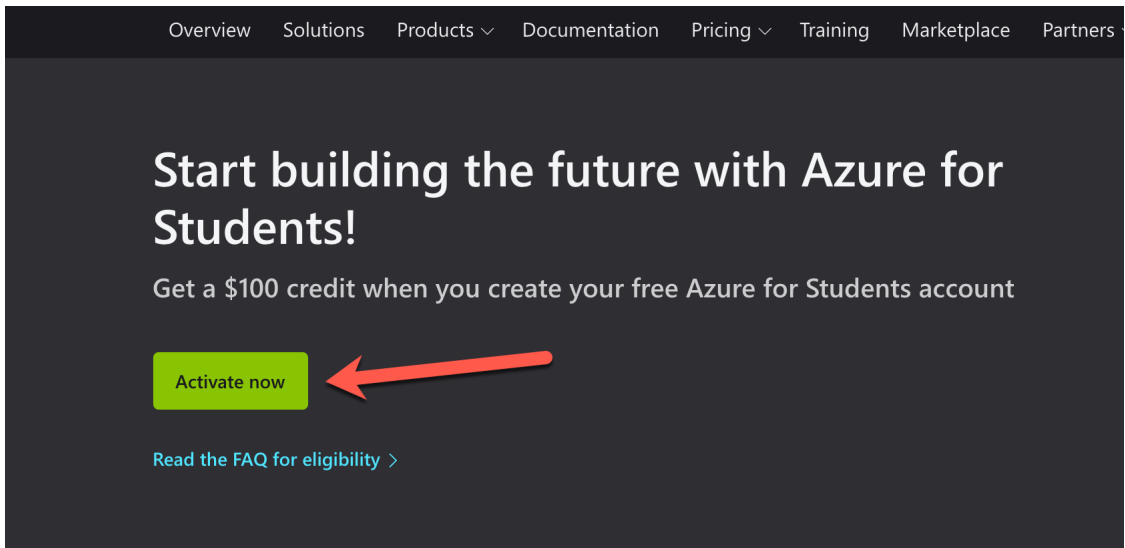 Overview Solutions Products Documentation Pricing Training Marketplace Partners
Start building the future with Azure for
Students!
Get a $100 credit when you create your free Azure for Students account
Activate now
Read the FAQ for eligibility